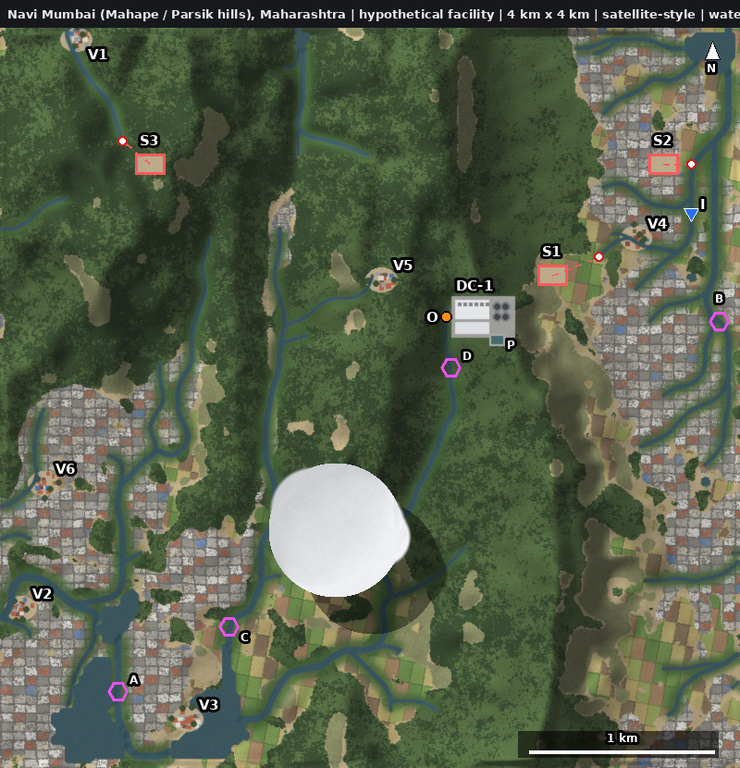 Navi Mumbai (Mahape / Parsik hills), Maharashtra | hypothetical facility | 4 km x 4 km | satellite-style | wate
V1
N
S3
S2
I
V4
S1
V5
DC-1
B
O
P
D
V6
V2
C
A
V3
1 km